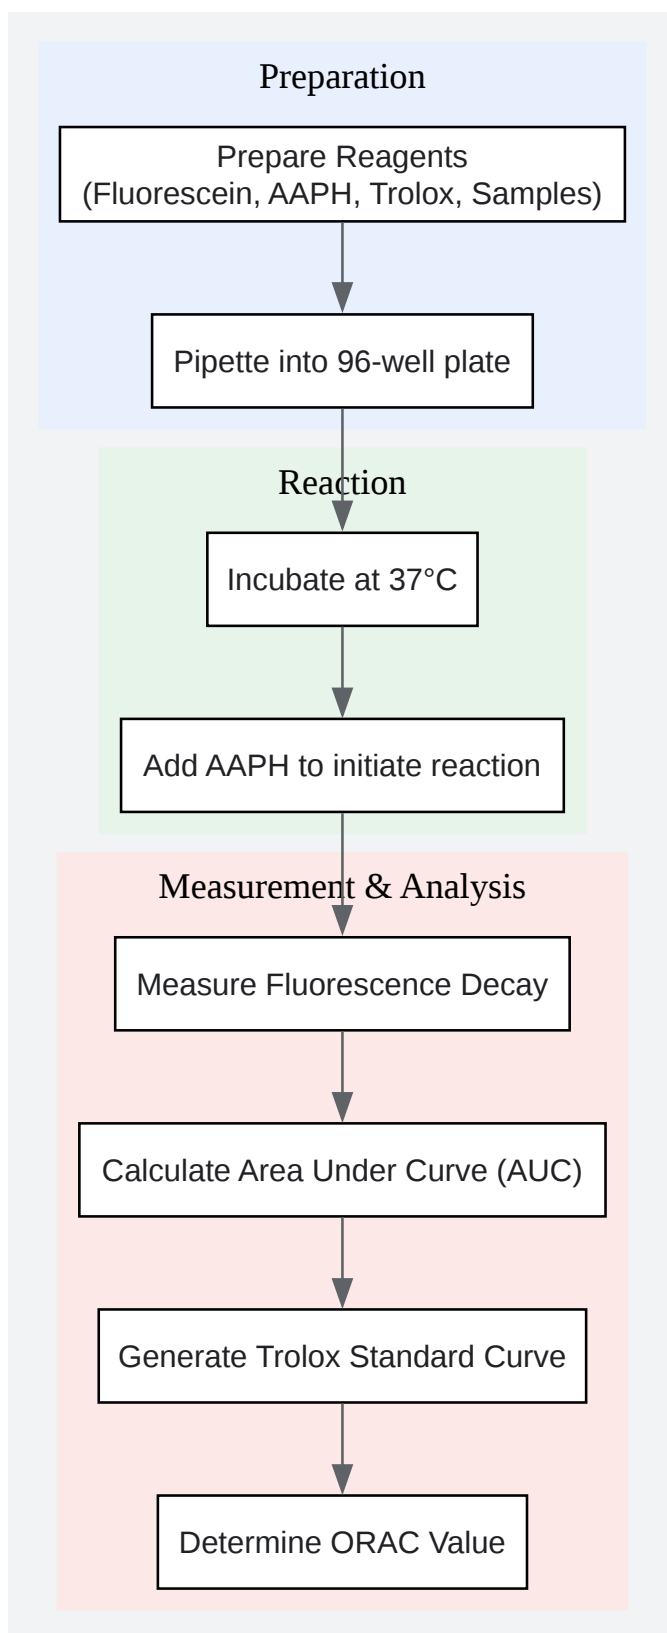 Preparation
Prepare Reagents
(Fluorescein, AAPH, Trolox, Samples)
Pipette into 96-well plate
Reaction
Incubate at 37°C
Add AAPH to initiate reaction
Measurement & Analysis
Measure Fluorescence Decay
Calculate Area Under Curve (AUC)
Generate Trolox Standard Curve
Determine ORAC Value